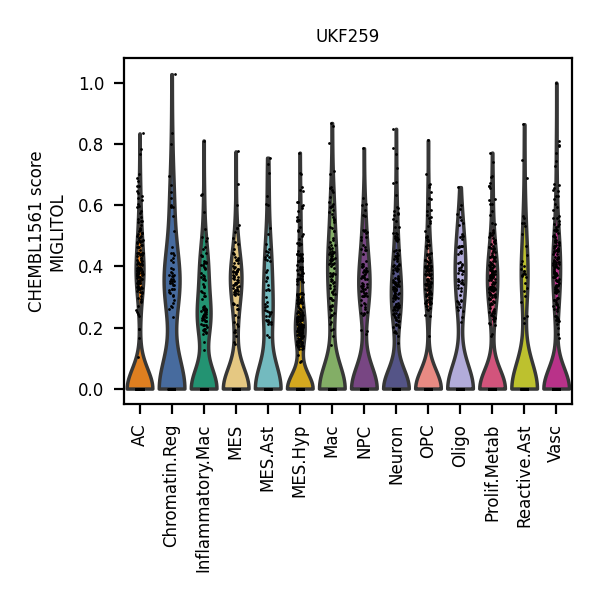 UKF259
CHEMBL1561 score
MIGLITOL
1.0
0.8
0.6
0.4
0.2
0.0
AC
Chromatin.Reg
Inflammatory.Mac
MES
MES.Ast
MES.Hyp
Mac
NPC
Neuron
OPC
Oligo
Prolif.Metab
Reactive.Ast
Vasc